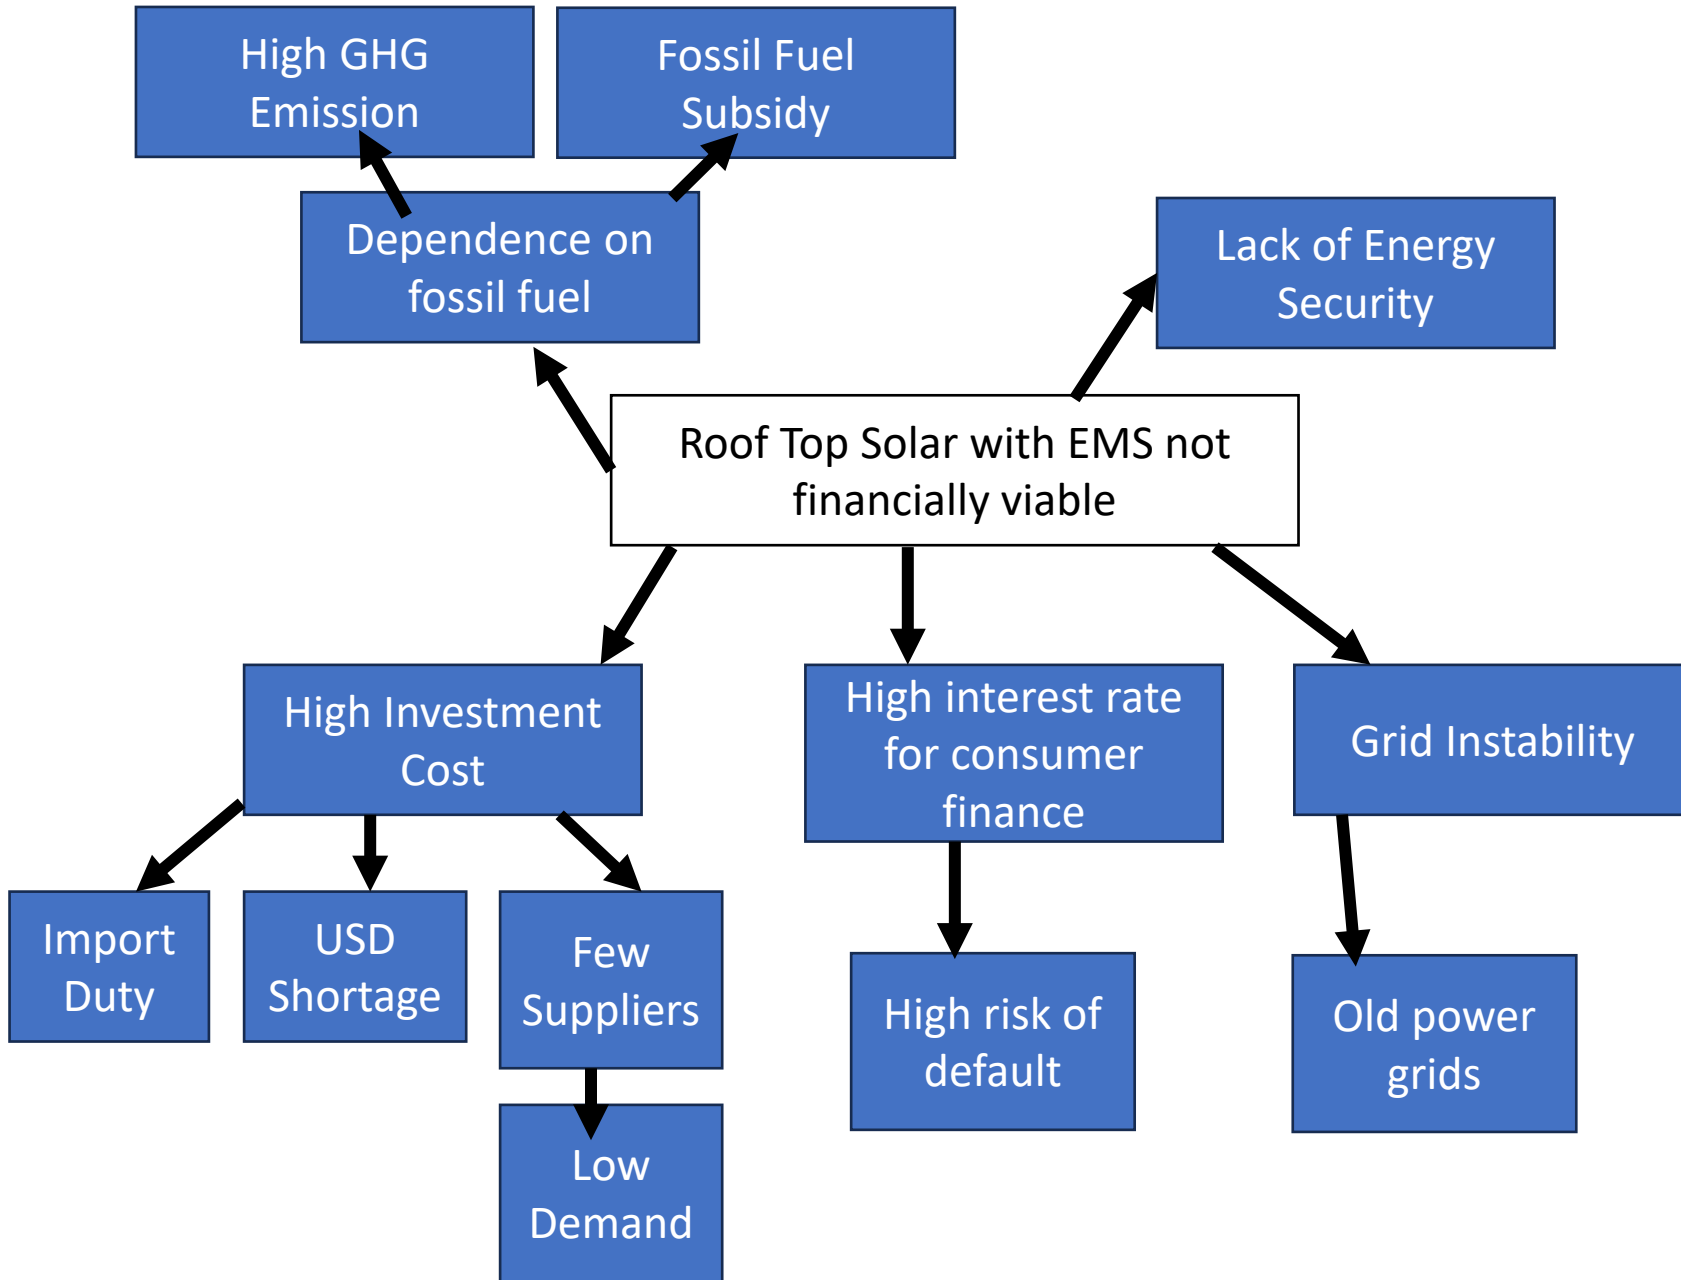 High GHG
Emission
Fossil Fuel
Subsidy
Dependence on
fossil fuel
Lack of Energy
Security
Roof Top Solar with EMS not
financially viable
High Investment
Cost
High interest rate
for consumer
finance
Grid Instability
Import
Duty
USD
Shortage
Few
Suppliers
High risk of
default
Old power
grids
Low
Demand